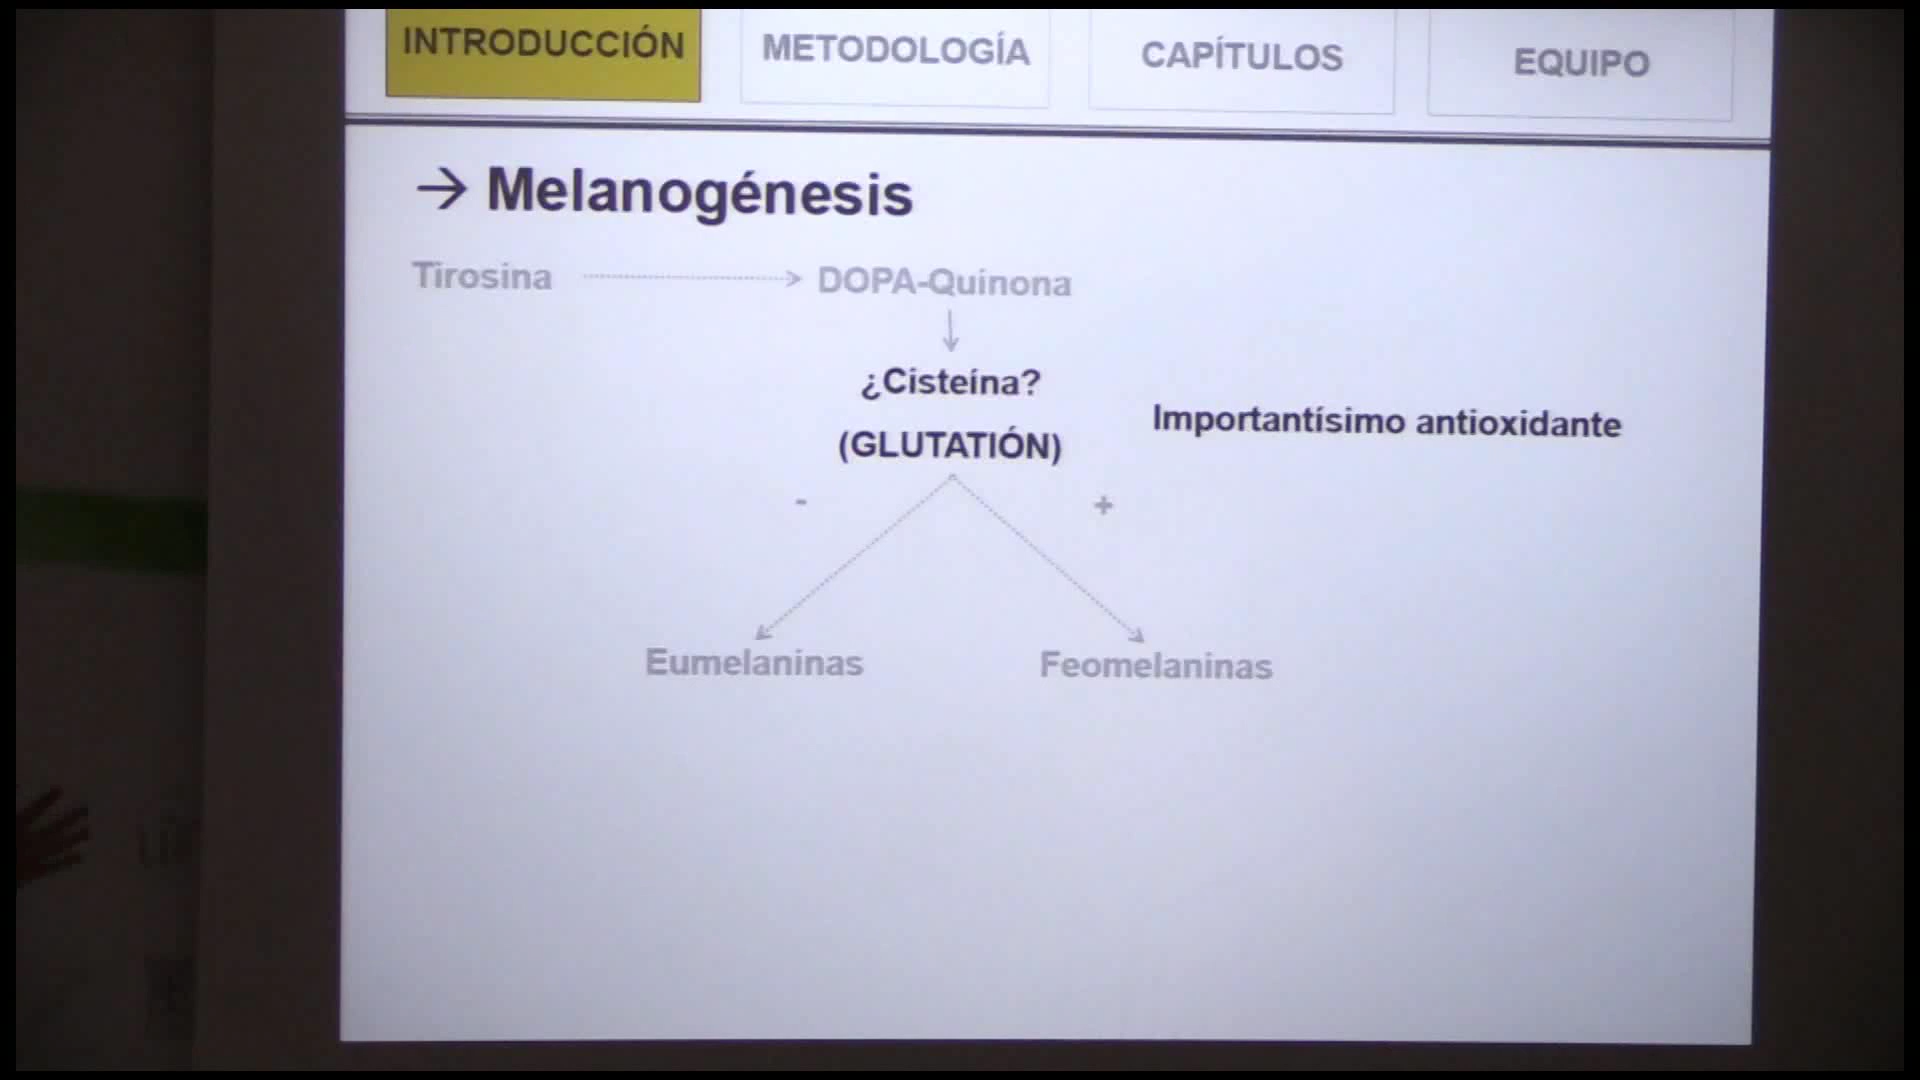 INTRODUCCIÓN METODOLOGÍA CAPÍTULOS EQUIPO
→ Melanogénesis
Tirosina DOPA-Quinona
¿Cisteína?
(GLUTATIÓN)
Importantísimo antioxidante
- +
Eumelaninas Feomelaninas